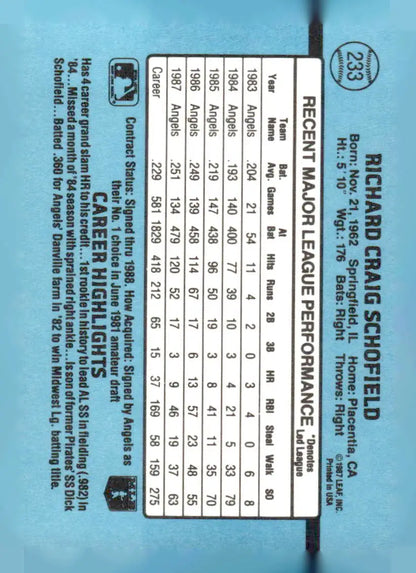 233
RICHARD CRAIG SCHOFIELD
Born: Nov. 21, 1962 Springfield, IL Home: Placentia, CA
Ht.: 5'10" Wgt.: 176 Bats: Right Throws: Right
©1987 LEAF, INC.
Printed in USA
RECENT MAJOR LEAGUE PERFORMANCE *Denotes Led League
Year Team Name Bat. Avg. Games At Bat Hits Runs 2B 3B HR RBI Steal Walk SO
1983 Angels .204 21 54 11 4 2 0 3 4 0 6 8
1984 Angels .193 140 400 77 39 10 3 4 21 5 33 79
1985 Angels .219 147 438 96 50 19 3 8 41 11 35 70
1986 Angels .249 139 458 114 67 17 6 13 57 23 48 55
1987 Angels .251 134 479 120 52 17 3 9 46 19 37 63
Career .229 581 1829 418 212 65 15 37 169 58 159 275
Contract Status: Signed thru 1988. How Acquired: Signed by Angels as
their No. 1 choice in June 1981 amateur draft
CAREER HIGHLIGHTS
Has 4 career grand slam HR to his credit...1st rookie in history to lead AL SS in fielding (.982) in
'84...Missed a month of '84 season with sprained right ankle...is son of former Pirates' SS Dick
Schofield...Batted .360 for Angels' Danville farm in '82 to win Midwest Lg. batting title.